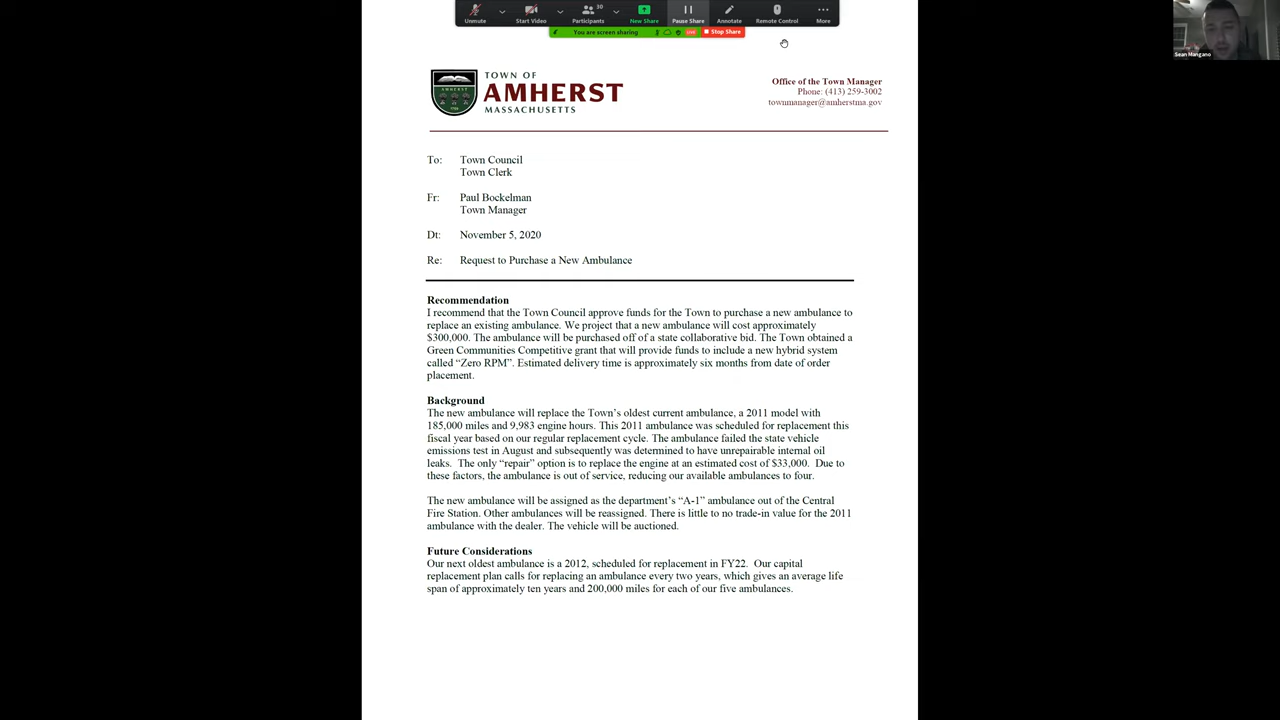 Unmute
Start Video
Participants
30
New Share
Pause Share
Annotate
Remote Control
More
You are screen sharing
LIVE
Stop Share
Sean Mangano
TOWN OF
AMHERST
MASSACHUSETTS
Office of the Town Manager
Phone: (413) 259-3002
townmanager@amherstma.gov
To: Town Council
Town Clerk
Fr: Paul Bockelman
Town Manager
Dt: November 5, 2020
Re: Request to Purchase a New Ambulance
Recommendation
I recommend that the Town Council approve funds for the Town to purchase a new ambulance to
replace an existing ambulance. We project that a new ambulance will cost approximately
$300,000. The ambulance will be purchased off of a state collaborative bid. The Town obtained a
Green Communities Competitive grant that will provide funds to include a new hybrid system
called “Zero RPM”. Estimated delivery time is approximately six months from date of order
placement.
Background
The new ambulance will replace the Town’s oldest current ambulance, a 2011 model with
185,000 miles and 9,983 engine hours. This 2011 ambulance was scheduled for replacement this
fiscal year based on our regular replacement cycle. The ambulance failed the state vehicle
emissions test in August and subsequently was determined to have unrepairable internal oil
leaks. The only “repair” option is to replace the engine at an estimated cost of $33,000. Due to
these factors, the ambulance is out of service, reducing our available ambulances to four.
The new ambulance will be assigned as the department’s “A-1” ambulance out of the Central
Fire Station. Other ambulances will be reassigned. There is little to no trade-in value for the 2011
ambulance with the dealer. The vehicle will be auctioned.
Future Considerations
Our next oldest ambulance is a 2012, scheduled for replacement in FY22. Our capital
replacement plan calls for replacing an ambulance every two years, which gives an average life
span of approximately ten years and 200,000 miles for each of our five ambulances.